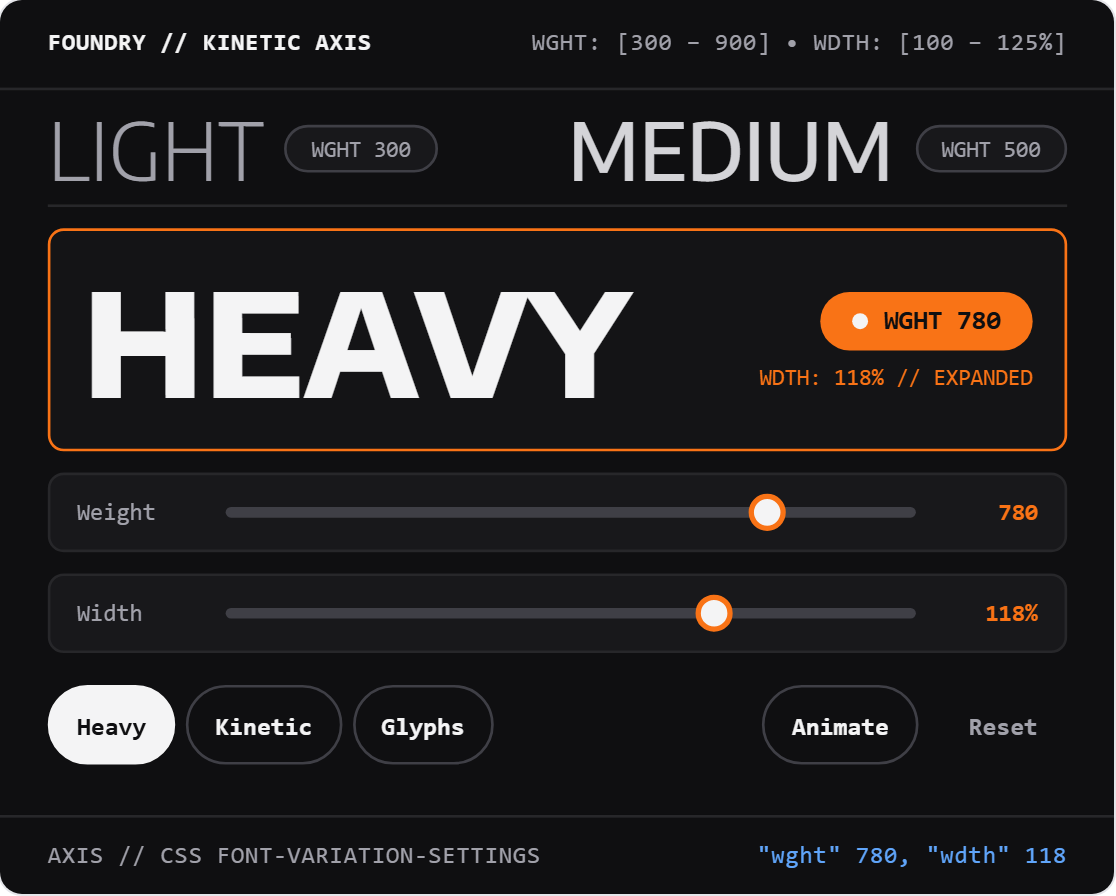 FOUNDRY // KINETIC AXIS
WGHT: [300 – 900] • WDTH: [100 – 125%]
LIGHT
WGHT 300
MEDIUM
WGHT 500
HEAVY
WGHT 780
WDTH: 118% // EXPANDED
Weight
780
Width
118%
Heavy
Kinetic
Glyphs
Animate
Reset
AXIS // CSS FONT-VARIATION-SETTINGS
"wght" 780, "wdth" 118